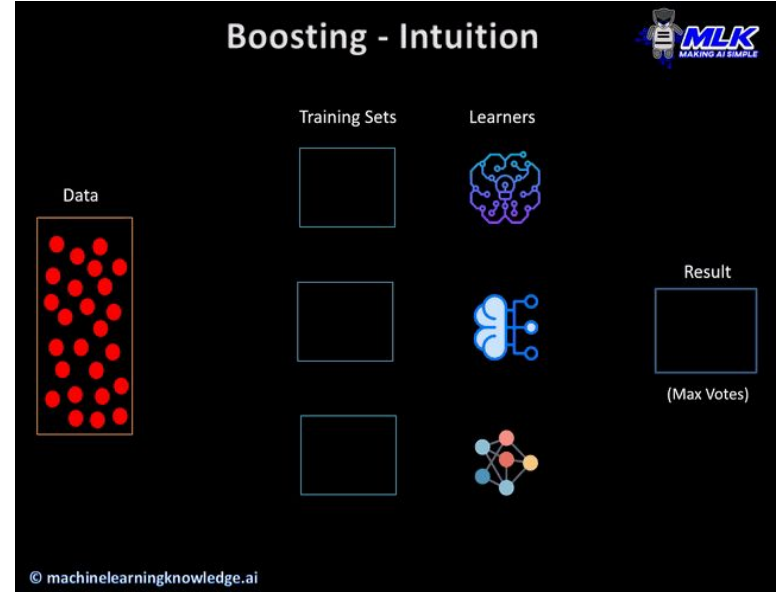 Boosting - Intuition
MLK
MAKING AI SIMPLE
Training Sets
Learners
Data
Result
(Max Votes)
© machinelearningknowledge.ai